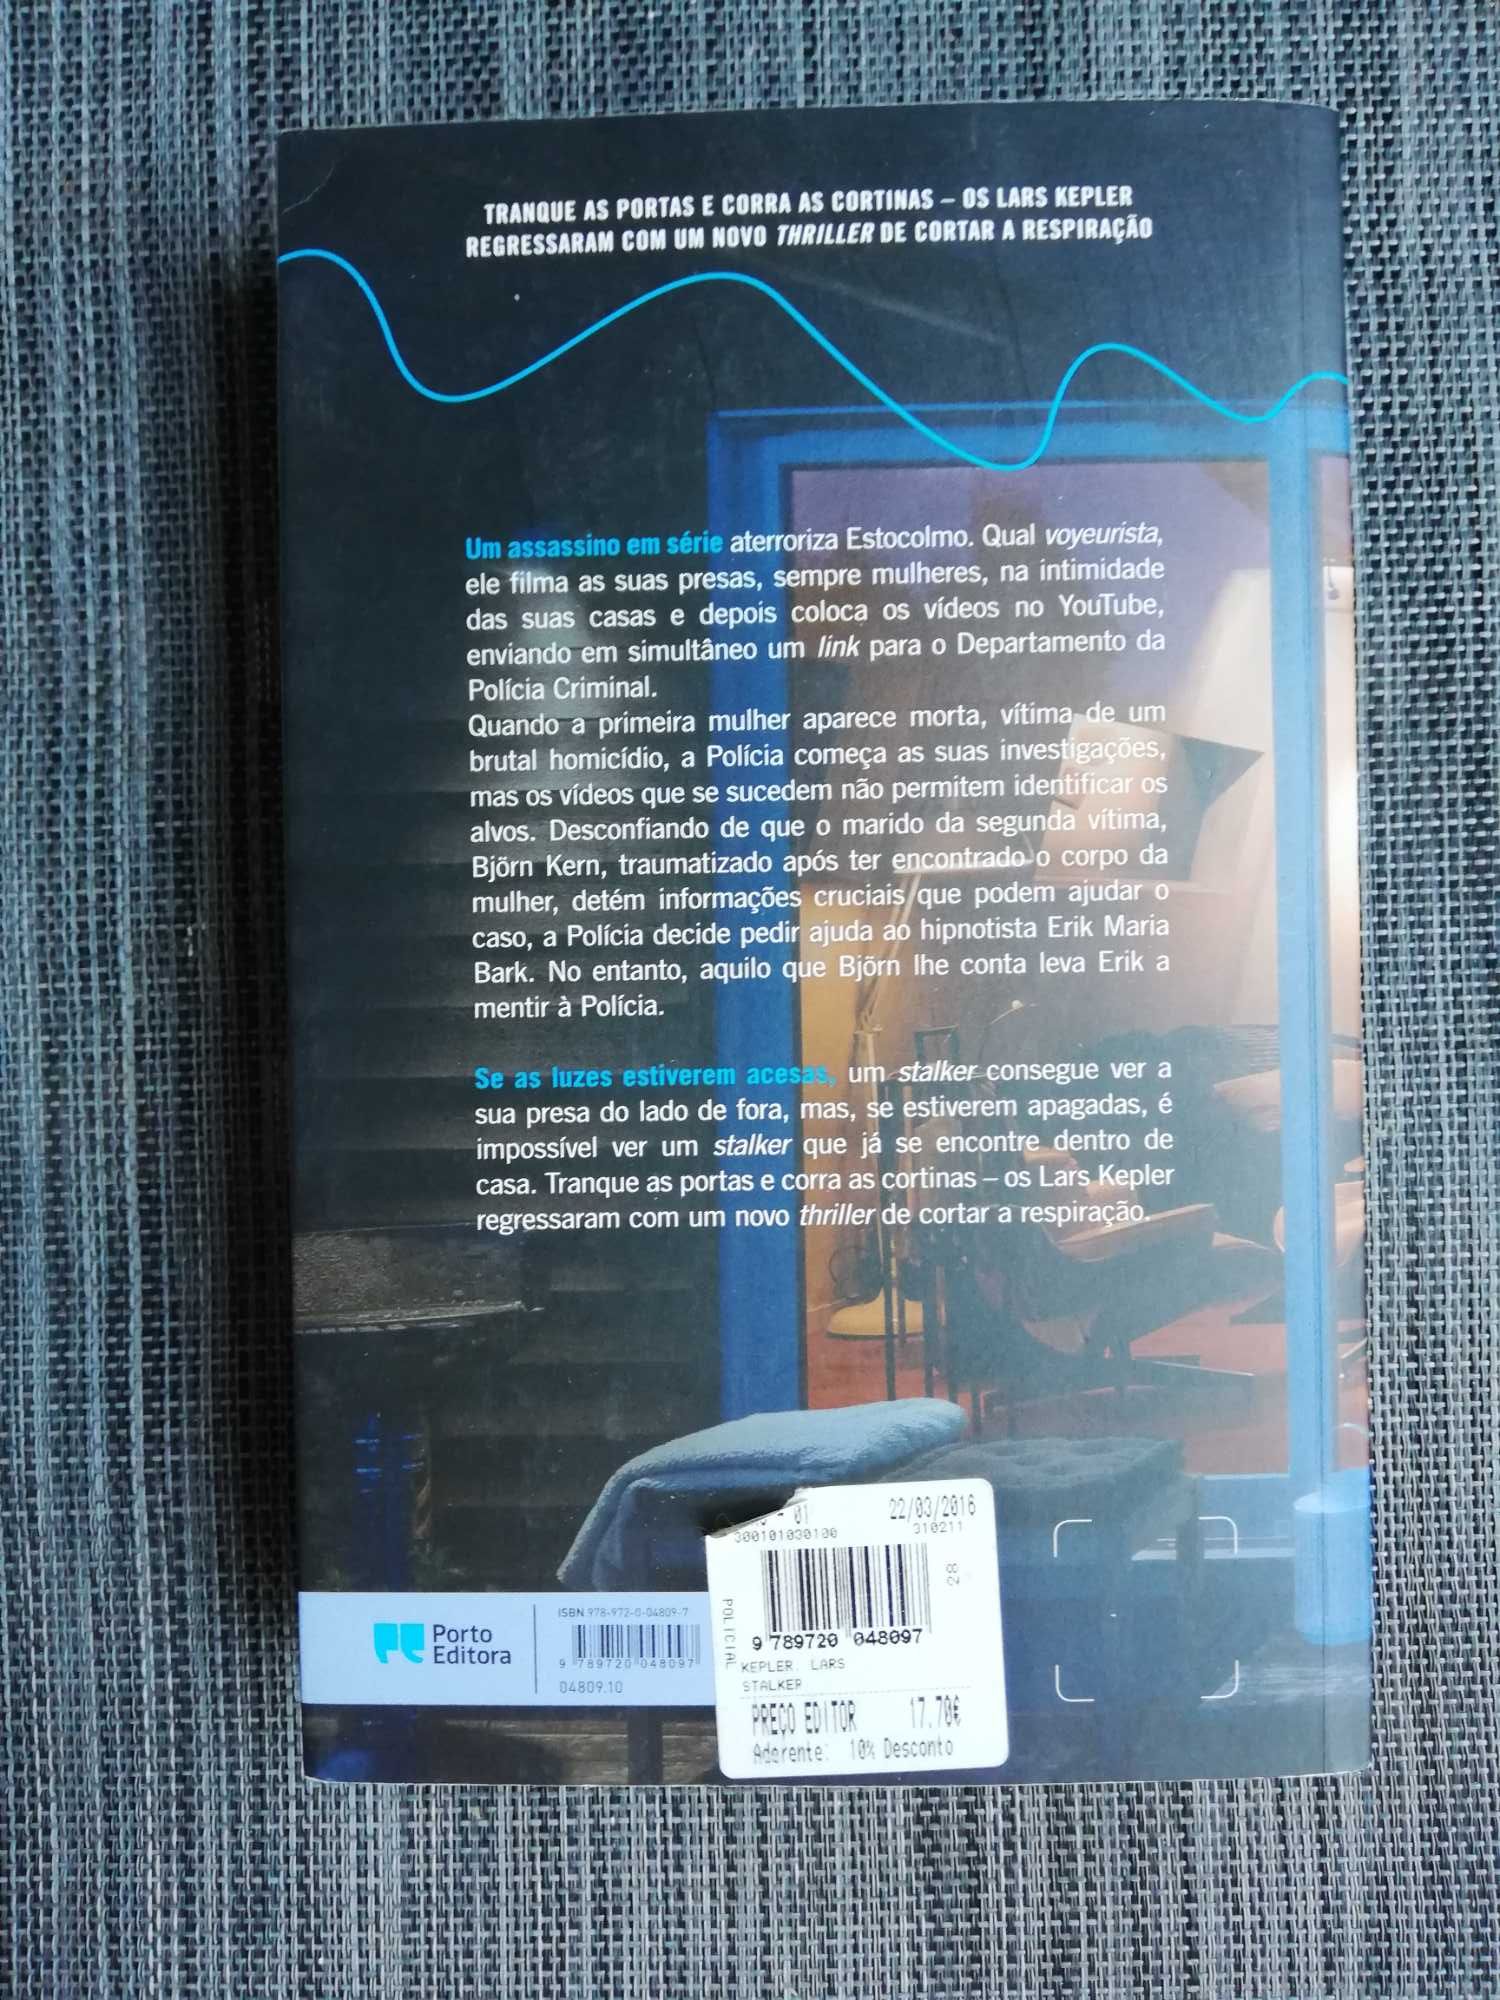 TRANQUE AS PORTAS E CORRA AS CORTINAS – OS LARS KEPLER
REGRESSARAM COM UM NOVO THRILLER DE CORTAR A RESPIRAÇÃO
Um assassino em série aterroriza Estocolmo. Qual voyeurista,
ele filma as suas presas, sempre mulheres, na intimidade
das suas casas e depois coloca os vídeos no YouTube,
enviando em simultâneo um link para o Departamento da
Polícia Criminal.
Quando a primeira mulher aparece morta, vítima de um
brutal homicídio, a Polícia começa as suas investigações,
mas os vídeos que se sucedem não permitem identificar os
alvos. Desconfiando de que o marido da segunda vítima,
Björn Kern, traumatizado após ter encontrado o corpo da
mulher, detém informações cruciais que podem ajudar o
caso, a Polícia decide pedir ajuda ao hipnotista Erik Maria
Bark. No entanto, aquilo que Björn lhe conta leva Erik a
mentir à Polícia.
Se as luzes estiverem acesas, um stalker consegue ver a
sua presa do lado de fora, mas, se estiverem apagadas, é
impossível ver um stalker que já se encontre dentro de
casa. Tranque as portas e corra as cortinas – os Lars Kepler
regressaram com um novo thriller de cortar a respiração.
Porto
Editora
ISBN 978-972-0-04809-7
9 789720 048097
04809.10
- 01 22/03/2016
300101030100 310211
28
POLICIAL
9 789720 048097
KEPLER, LARS
STALKER
PREÇO EDITOR 17.70€
Aderente: 10% Desconto